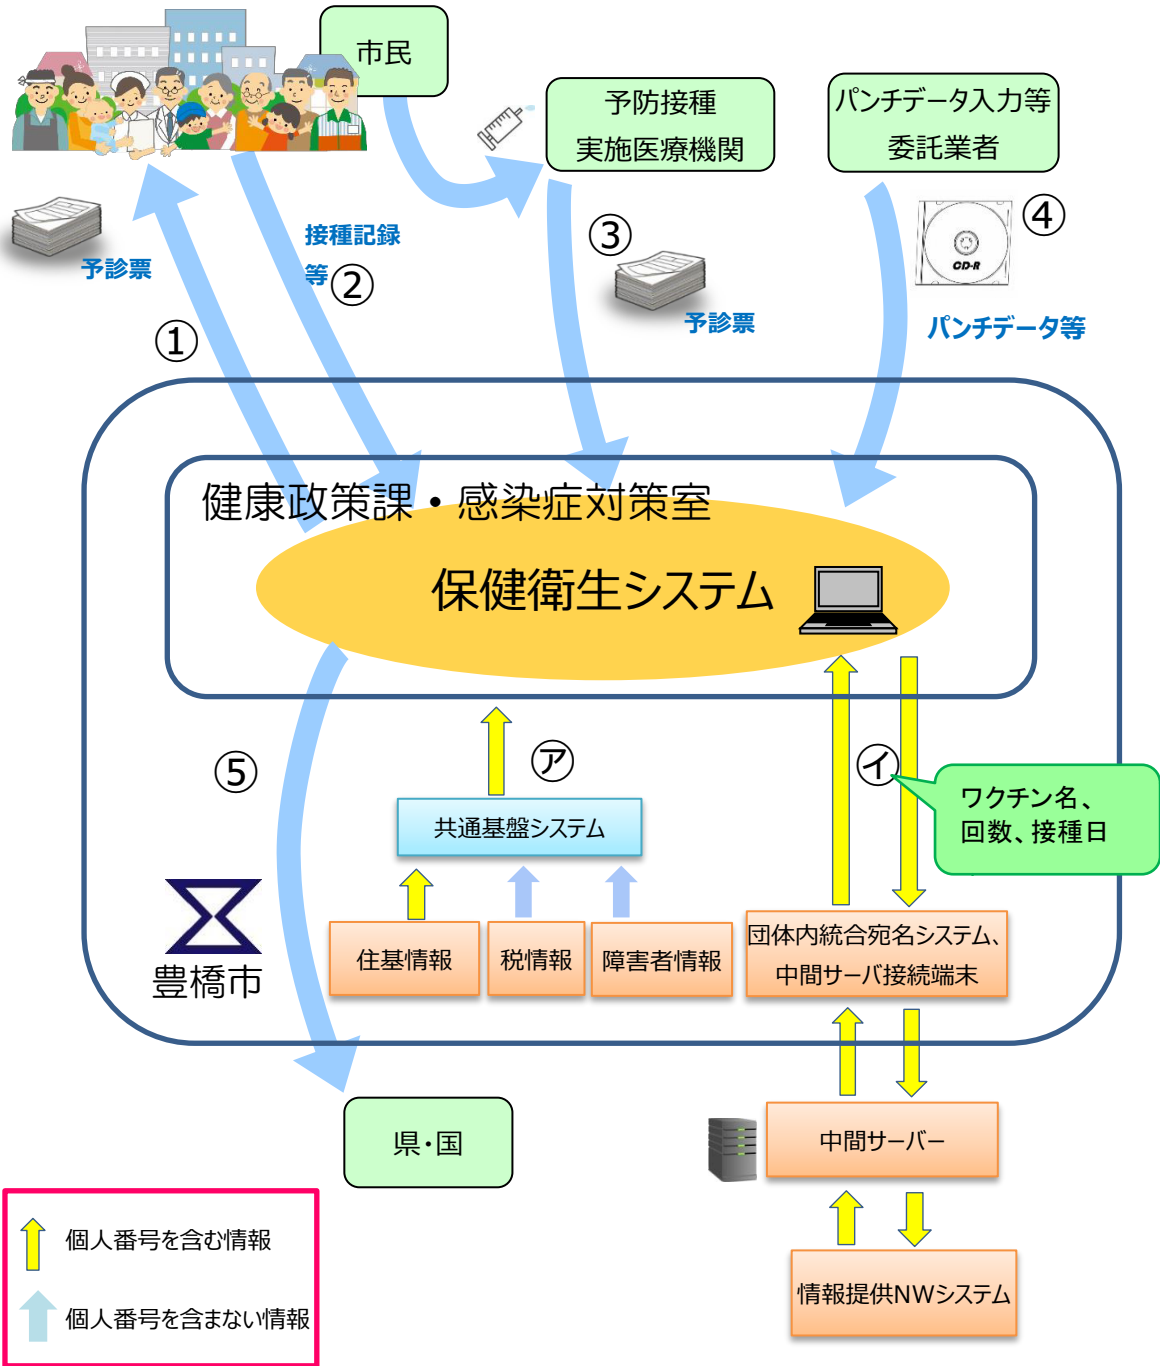 市民
予防接種
実施医療機関
パンチデータ入力等
委託業者
予診票
接種記録
等
②
①
③
予診票
④
CD-R
パンチデータ等
健康政策課・感染症対策室
保健衛生システム
⑤
㋐
㋑
ワクチン名、
回数、接種日
共通基盤システム
住基情報
税情報
障害者情報
団体内統合宛名システム、
中間サーバ接続端末
豊橋市
県・国
中間サーバー
情報提供NWシステム
個人番号を含む情報
個人番号を含まない情報